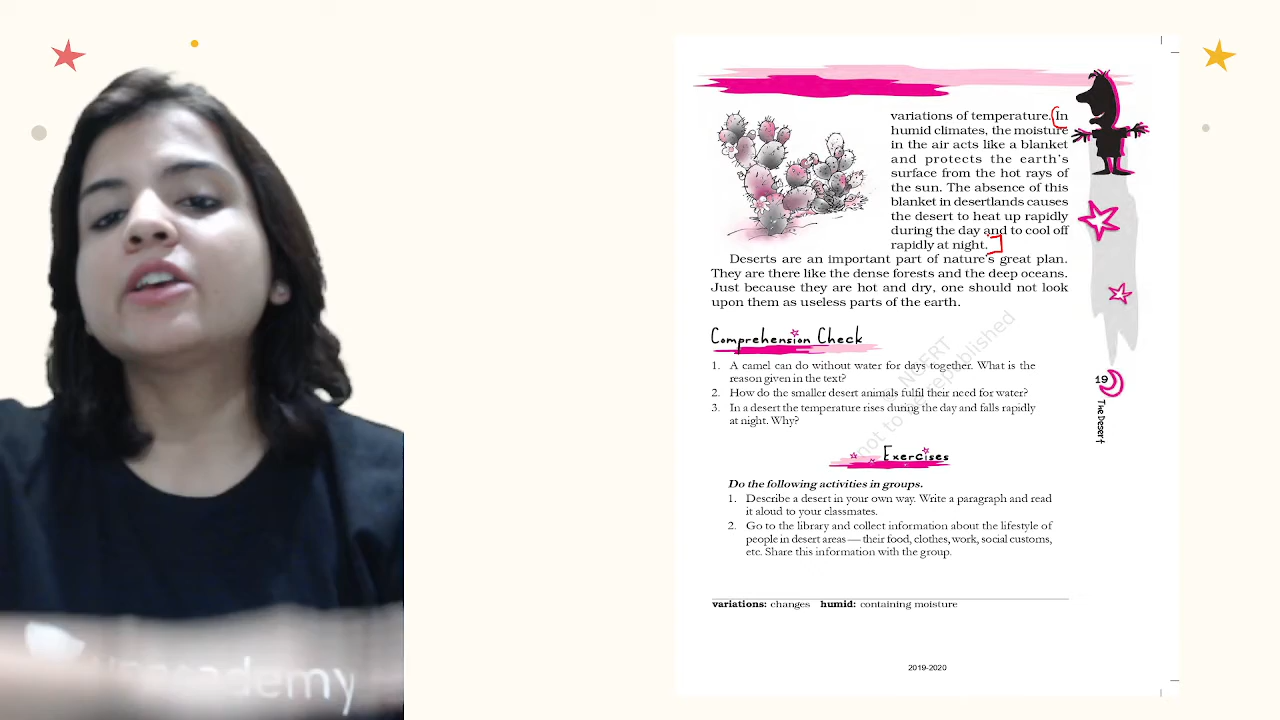 variations of temperature. In
humid climates, the moisture
in the air acts like a blanket
and protects the earth's
surface from the hot rays of
the sun. The absence of this
blanket in desertlands causes
the desert to heat up rapidly
during the day and to cool off
rapidly at night.
Deserts are an important part of nature's great plan.
They are there like the dense forests and the deep oceans.
Just because they are hot and dry, one should not look
upon them as useless parts of the earth.
Comprehension Check
1. A camel can do without water for days together. What is the
reason given in the text?
2. How do the smaller desert animals fulfil their need for water?
3. In a desert the temperature rises during the day and falls rapidly
at night. Why?
Exercises
Do the following activities in groups.
1. Describe a desert in your own way. Write a paragraph and read
it aloud to your classmates.
2. Go to the library and collect information about the lifestyle of
people in desert areas — their food, clothes, work, social customs,
etc. Share this information with the group.
variations: changes humid: containing moisture
2019-2020
19
The Desert
NCERT
not to republished